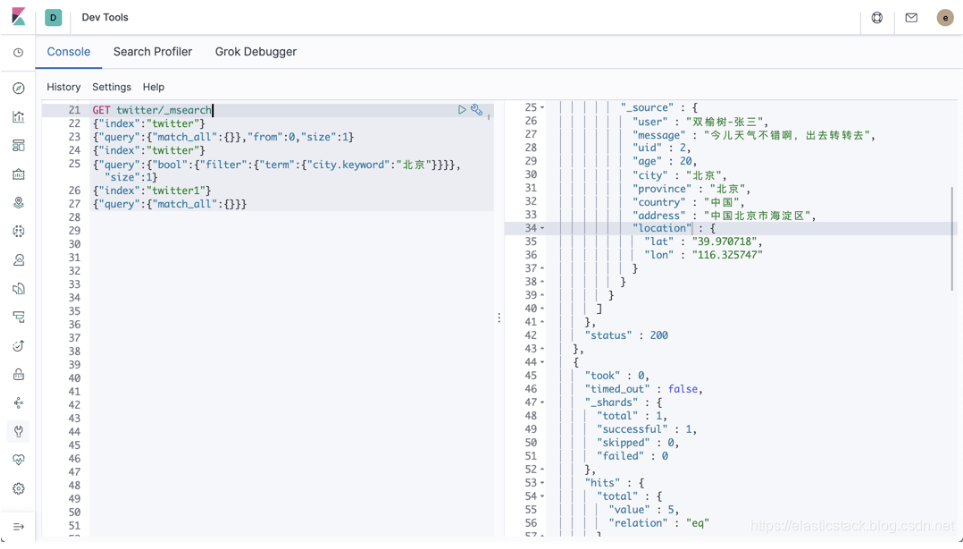 D
Dev Tools
e
Console
Search Profiler
Grok Debugger
History
Settings
Help
21 GET twitter/_msearch
22 {"index":"twitter"}
23 {"query":{"match_all":{}},"from":0,"size":1}
24 {"index":"twitter"}
25 {"query":{"bool":{"filter":{"term":{"city.keyword":"北京"}}}},
"size":1}
26 {"index":"twitter1"}
27 {"query":{"match_all":{}}}
28
29
30
31
32
33
34
35
36
37
38
39
40
41
42
43
44
45
46
47
48
49
50
51
25 "_source" : {
26 "user" : "双榆树-张三",
27 "message" : "今儿天气不错啊，出去转转去",
28 "uid" : 2,
29 "age" : 20,
30 "city" : "北京",
31 "province" : "北京",
32 "country" : "中国",
33 "address" : "中国北京市海淀区",
34 "location" : {
35 "lat" : "39.970718",
36 "lon" : "116.325747"
37 }
38 }
39 }
40 ]
41 },
42 "status" : 200
43 },
44 {
45 "took" : 0,
46 "timed_out" : false,
47 "_shards" : {
48 "total" : 1,
49 "successful" : 1,
50 "skipped" : 0,
51 "failed" : 0
52 },
53 "hits" : {
54 "total" : {
55 "value" : 5,
56 "relation" : "eq"
57 }
https://elasticstack.blog.csdn.net